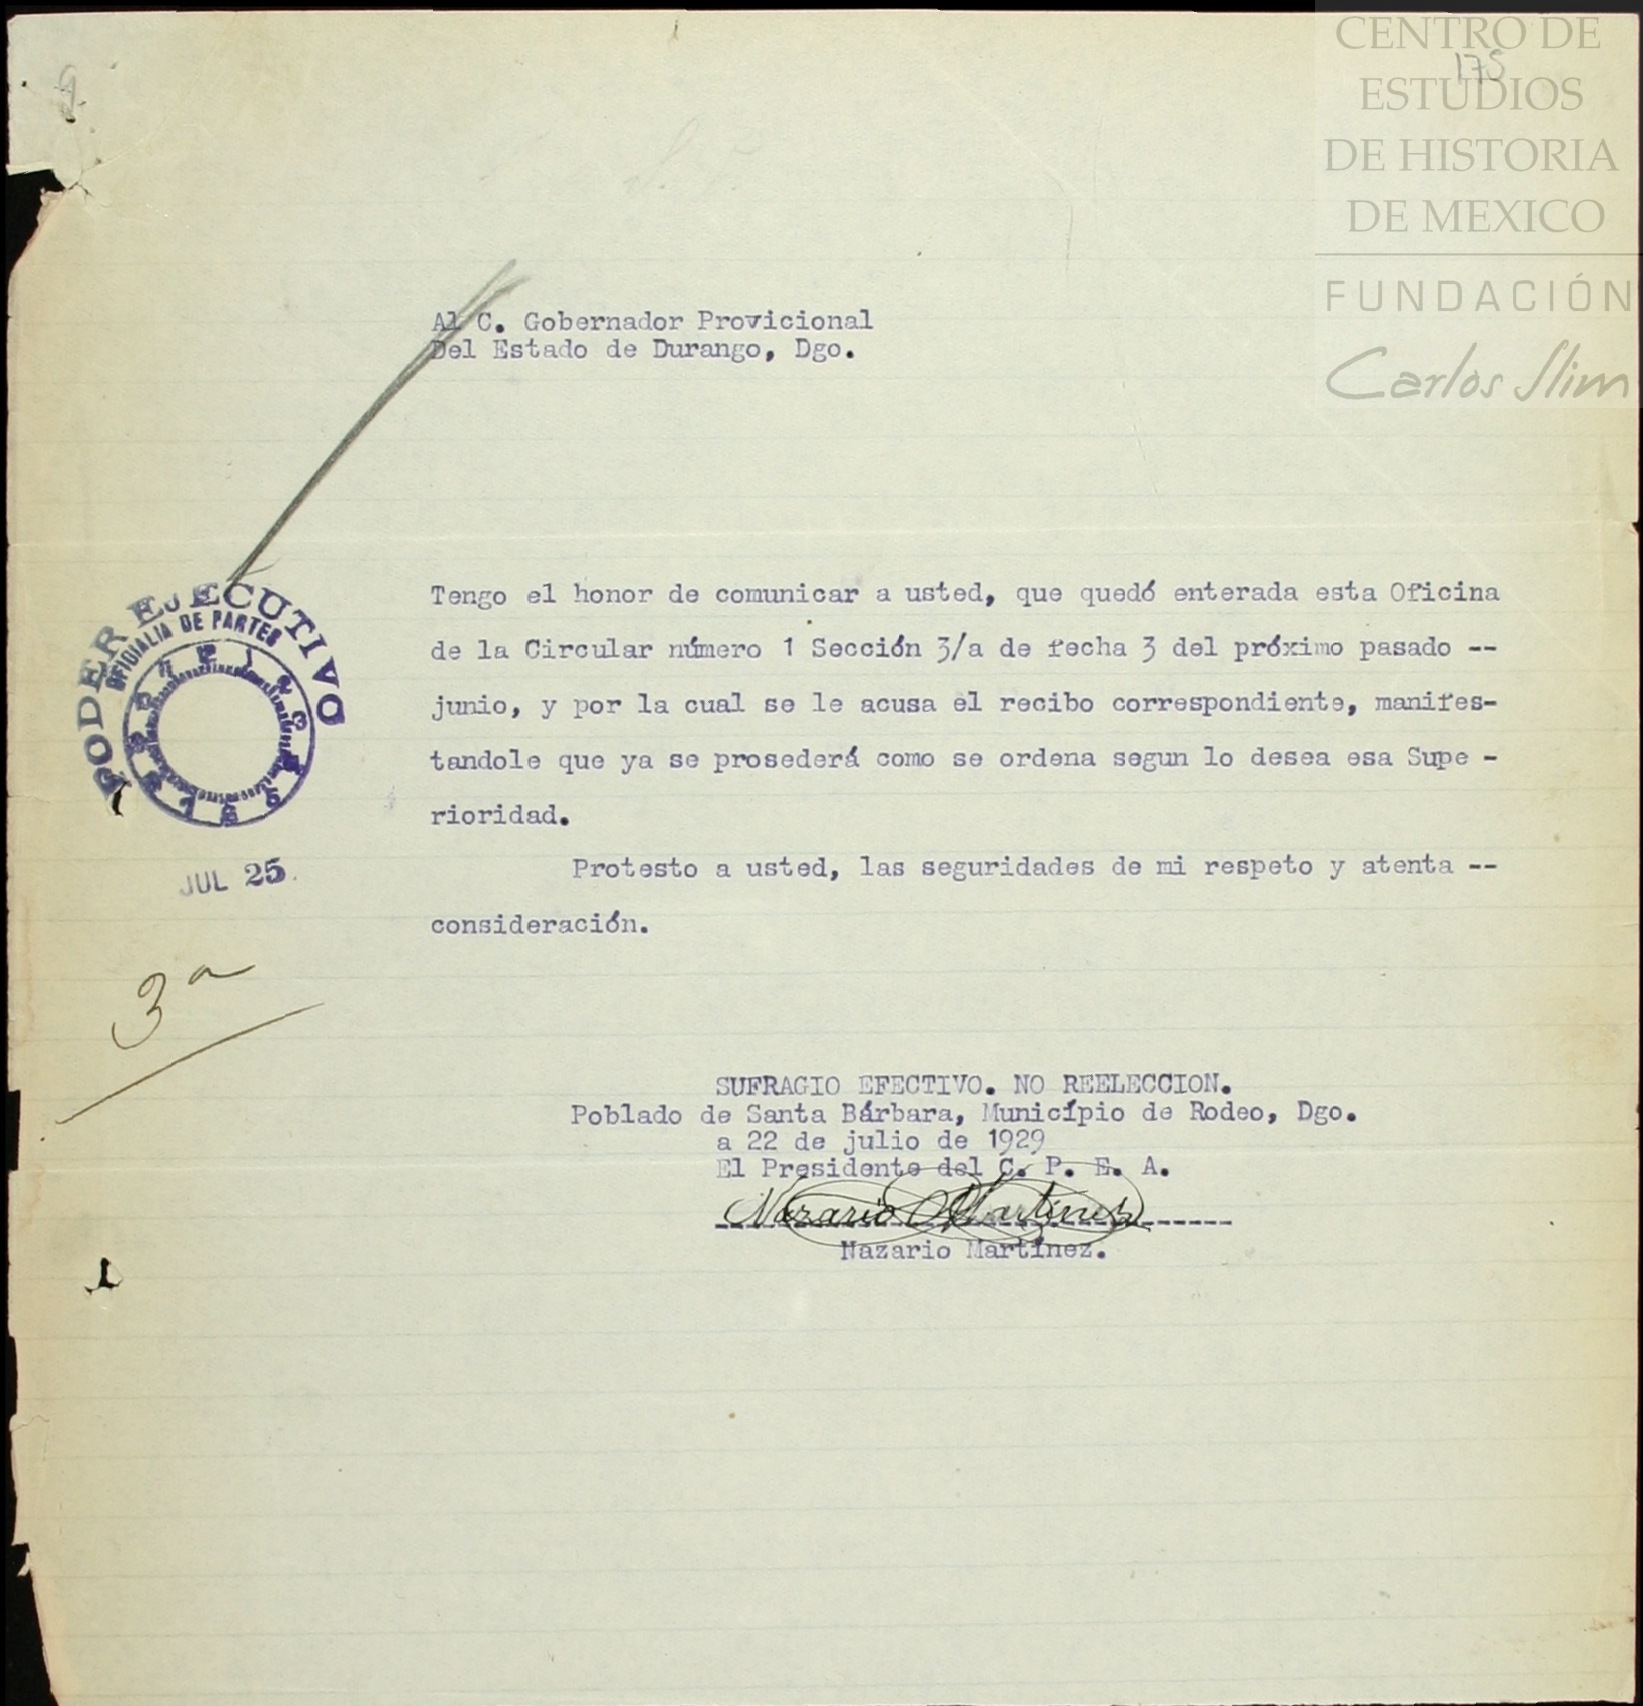 CENTRO DE
ESTUDIOS
DE HISTORIA
DE MEXICO
FUNDACIÓN
Carlos Slim
175
Al C. Gobernador Provicional
Del Estado de Durango, Dgo.
PODER EJECUTIVO
OFICIALIA DE PARTES
JUL 25
3a
Tengo el honor de comunicar a usted, que quedó enterada esta Oficina
de la Circular número 1 Sección 3/a de fecha 3 del próximo pasado --
junio, y por la cual se le acusa el recibo correspondiente, manifes-
tandole que ya se prosederá como se ordena segun lo desea esa Supe -
rioridad.
Protesto a usted, las seguridades de mi respeto y atenta --
consideración.
SUFRAGIO EFECTIVO. NO REELECCION.
Poblado de Santa Bárbara, Município de Rodeo, Dgo.
a 22 de julio de 1929
El Presidente del C. P. E. A.
Nazario Martinez
Nazario Martínez.